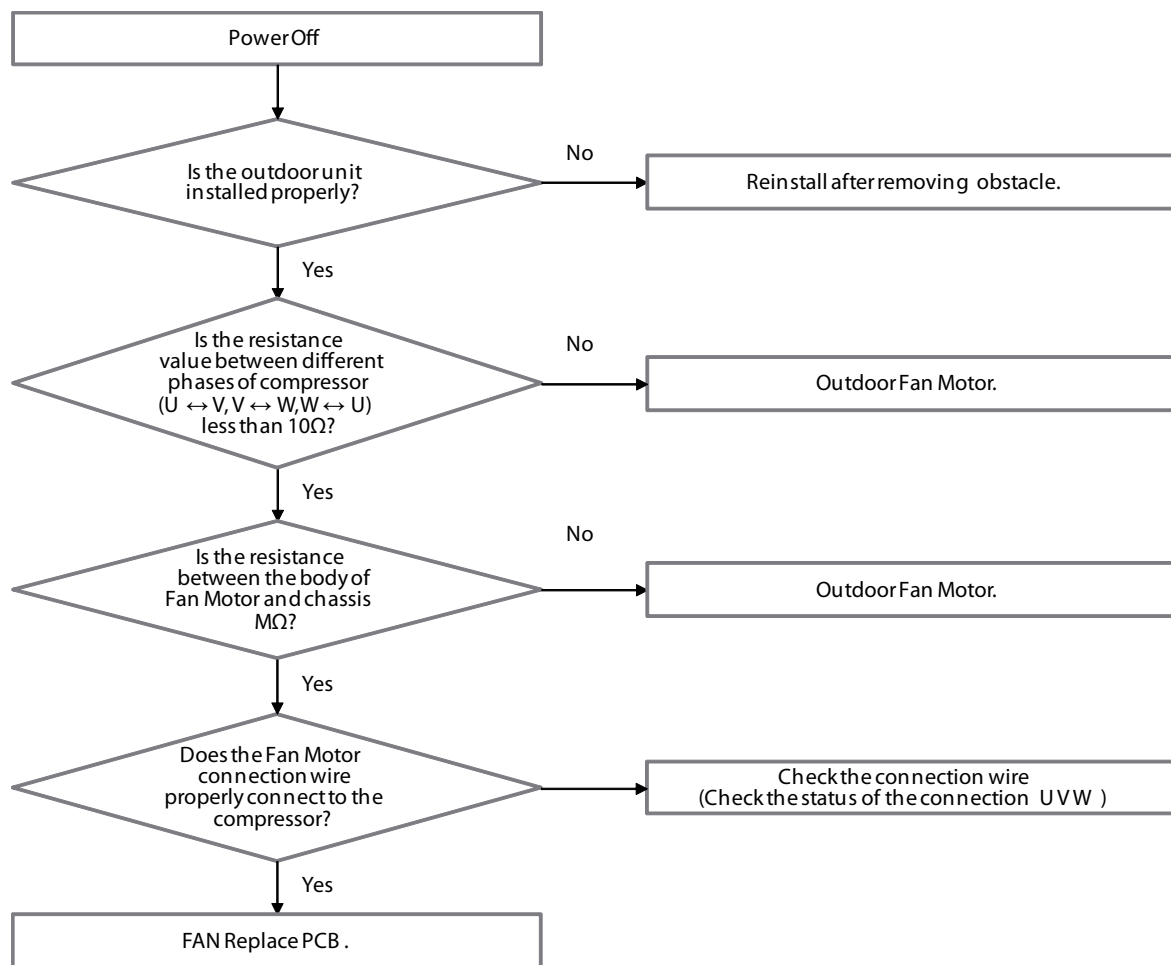 Power Off
Is the outdoor unit
installed properly?
No
Reinstall after removing obstacle.
Yes
Is the resistance
value between different
phases of compressor
(U ↔ V, V ↔ W, W ↔ U)
less than 10Ω?
No
Outdoor Fan Motor.
Yes
Is the resistance
between the body of
Fan Motor and chassis
MΩ?
No
Outdoor Fan Motor.
Yes
Does the Fan Motor
connection wire
properly connect to the
compressor?
Check the connection wire
(Check the status of the connection U V W )
Yes
FAN Replace PCB .